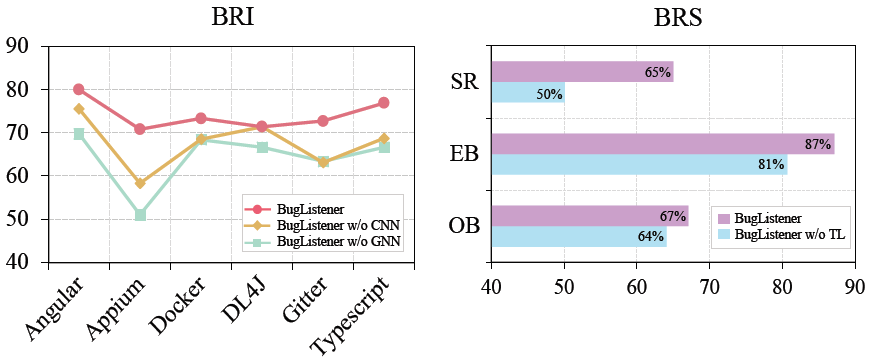 BRI
90
80
70
60
50
40
Angular
Appium
Docker
DL4J
Gitter
Typescript
BugListener
BugListener w/o CNN
BugListener w/o GNN
BRS
SR
EB
OB
65%
50%
87%
81%
67%
64%
BugListener
BugListener w/o TL
40
50
60
70
80
90